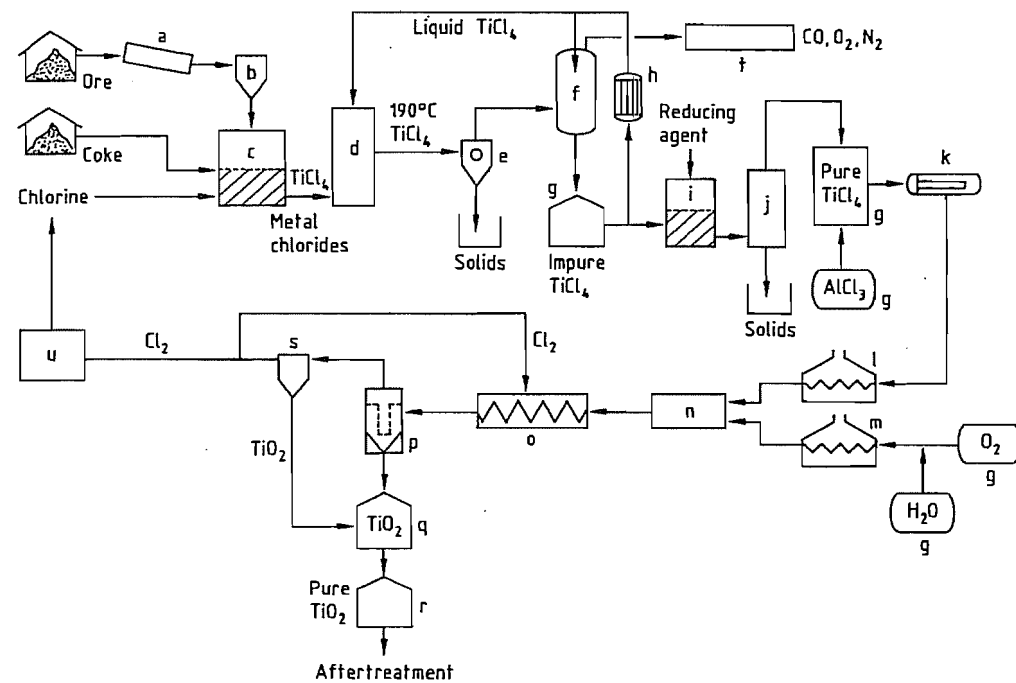 a
Ore
b
Coke
c
Chlorine
TiCl₄
Metal
chlorides
Liquid TiCl₄
d
190°C
TiCl₄
e
Solids
f
CO, O₂, N₂
t
h
g
Impure
TiCl₄
Reducing
agent
i
j
Solids
Pure
TiCl₄
g
AlCl₃
g
k
u
Cl₂
s
Cl₂
TiO₂
p
o
n
l
m
O₂
g
H₂O
g
TiO₂
q
Pure
TiO₂
r
Aftertreatment